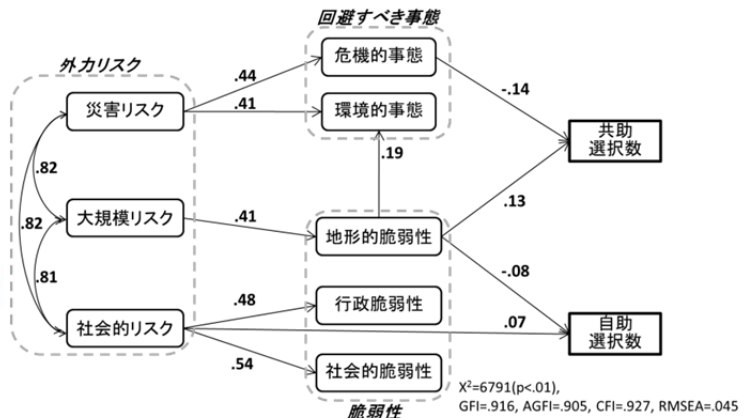 回避すべき事態
外力リスク
危機的事態
.44
-.14
災害リスク
.41
環境的事態
共助
選択数
.19
.82
.13
.82
大規模リスク
.41
地形的脆弱性
.81
-.08
.48
行政脆弱性
社会的リスク
.07
自助
選択数
.54
社会的脆弱性
脆弱性
X²=6791(p<.01),
GFI=.916, AGFI=.905, CFI=.927, RMSEA=.045